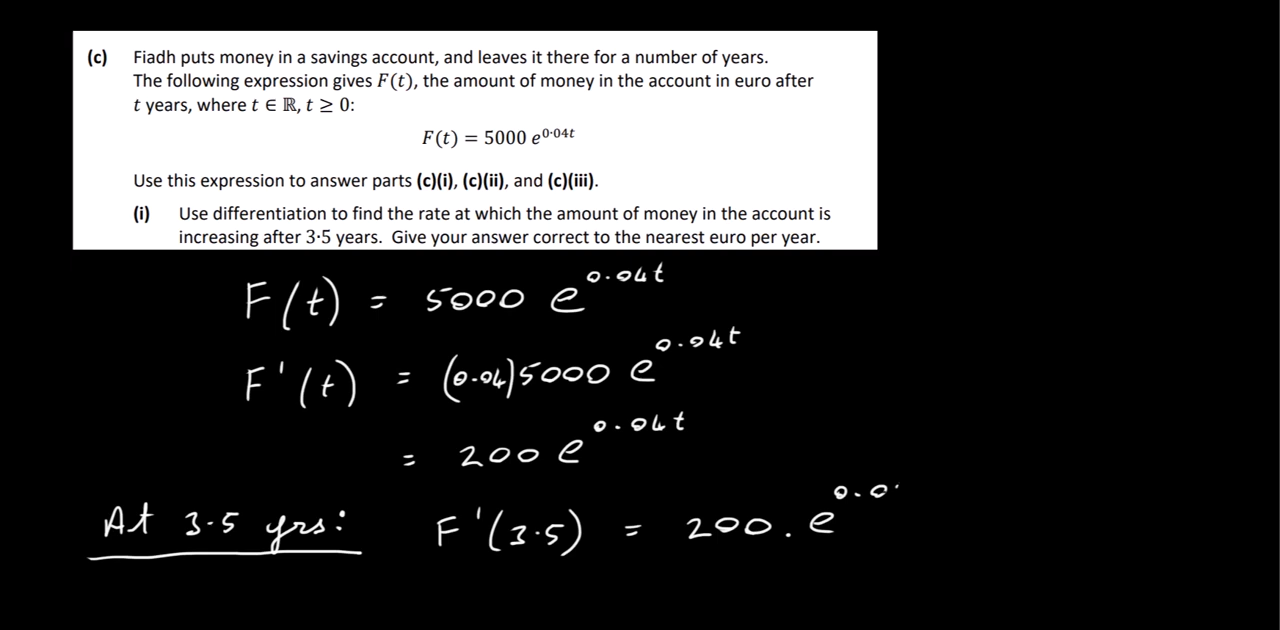 (c) Fiadh puts money in a savings account, and leaves it there for a number of years.
The following expression gives F(t), the amount of money in the account in euro after
t years, where t ∈ ℝ, t ≥ 0:
F(t) = 5000 e^0·04t
Use this expression to answer parts (c)(i), (c)(ii), and (c)(iii).
(i) Use differentiation to find the rate at which the amount of money in the account is
increasing after 3·5 years. Give your answer correct to the nearest euro per year.
F(t) = 5000 e^0.04t
F'(t) = (0.04)5000 e^0.04t
= 200 e^0.04t
At 3.5 yrs: F'(3.5) = 200. e^0.0